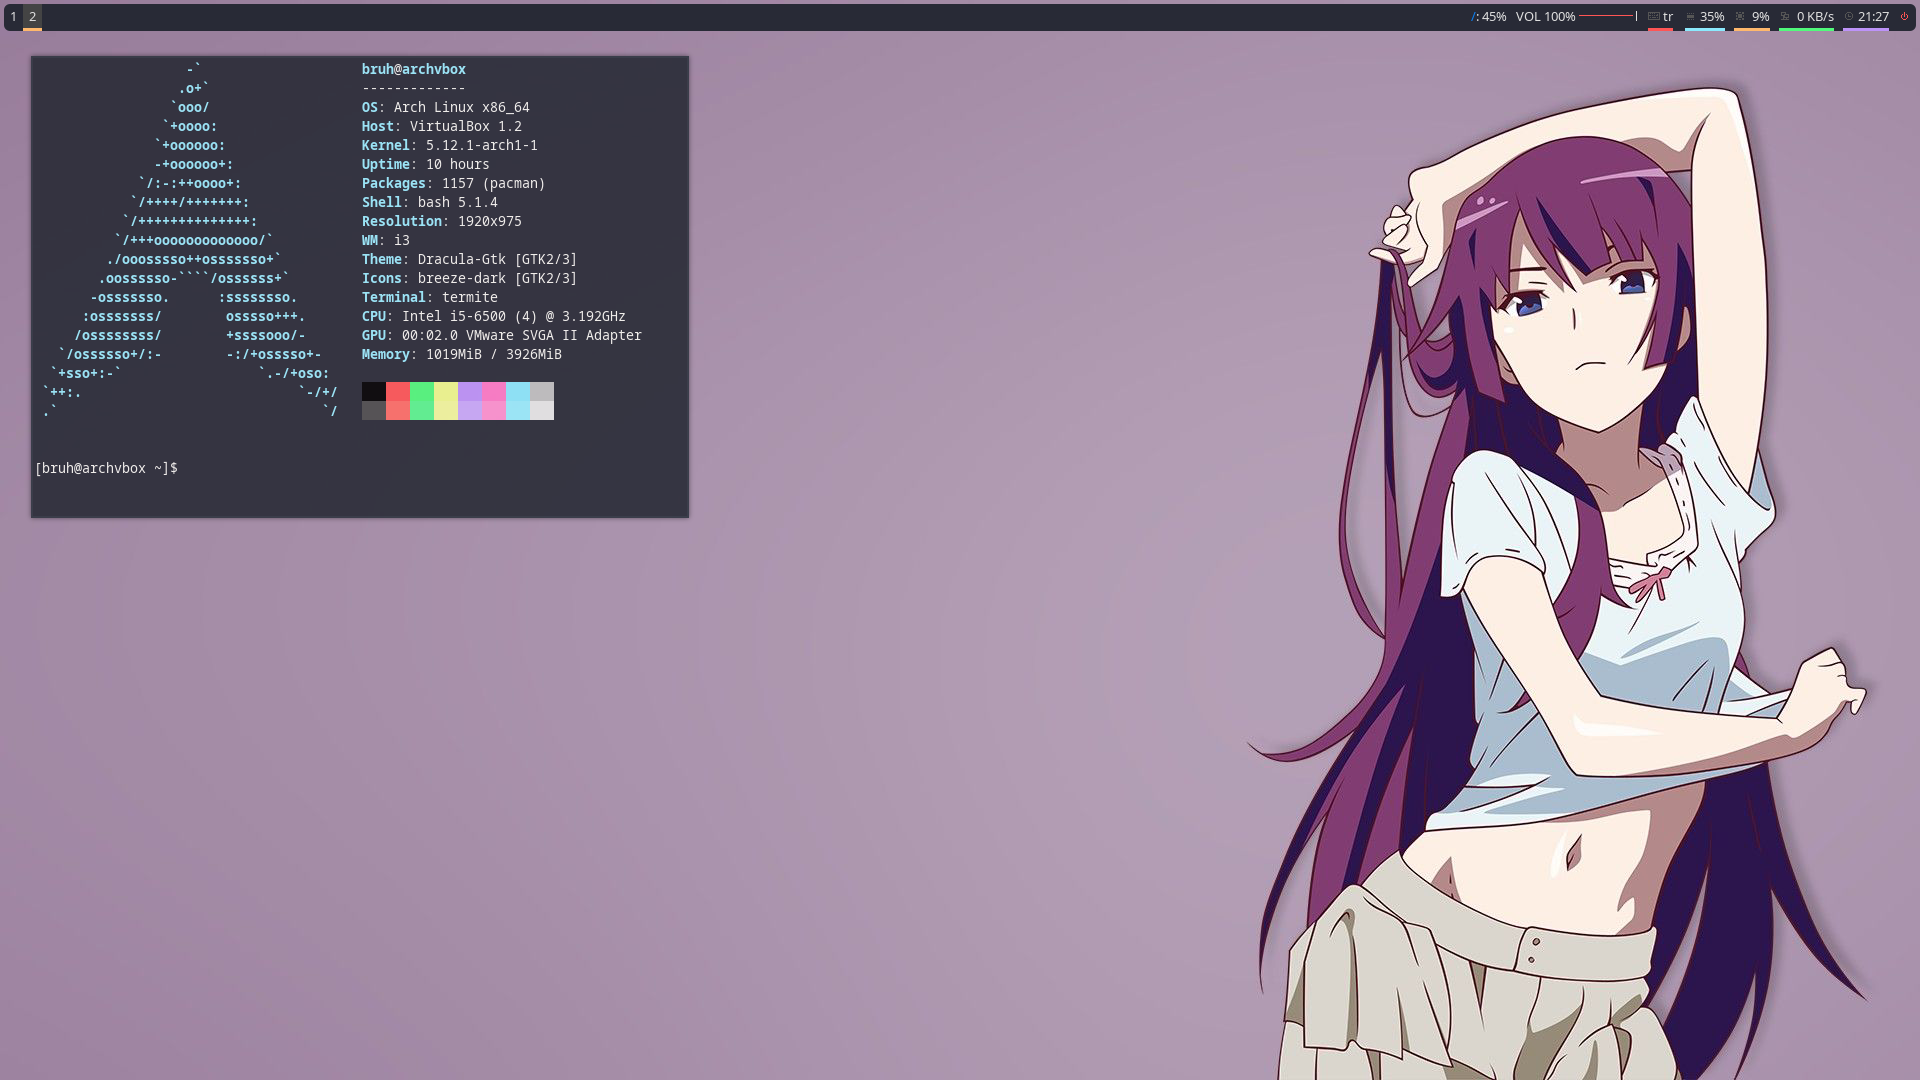 1 2 /: 45% VOL 100% tr 35% 9% 0 KB/s 21:27
                   -`
                  .o+`
                 `ooo/
                `+oooo:
               `+oooooo:
               -+oooooo+:
             `/:-:++oooo+:
            `/++++/+++++++:
           `/++++++++++++++:
          `/+++ooooooooooooo/`
         ./ooosssso++osssssso+`
        .oossssso-````/ossssss+`
       -osssssso.      :ssssssso.
      :osssssss/        osssso+++.
     /ossssssss/        +ssssooo/-
   `/ossssso+/:-        -:/+osssso+-
  `+sso+:-`                 `.-/+oso:
 `++:.                           `-/+/
 .`                                 `/
bruh@archvbox
-------------
OS: Arch Linux x86_64
Host: VirtualBox 1.2
Kernel: 5.12.1-arch1-1
Uptime: 10 hours
Packages: 1157 (pacman)
Shell: bash 5.1.4
Resolution: 1920x975
WM: i3
Theme: Dracula-Gtk [GTK2/3]
Icons: breeze-dark [GTK2/3]
Terminal: termite
CPU: Intel i5-6500 (4) @ 3.192GHz
GPU: 00:02.0 VMware SVGA II Adapter
Memory: 1019MiB / 3926MiB
[bruh@archvbox ~]$